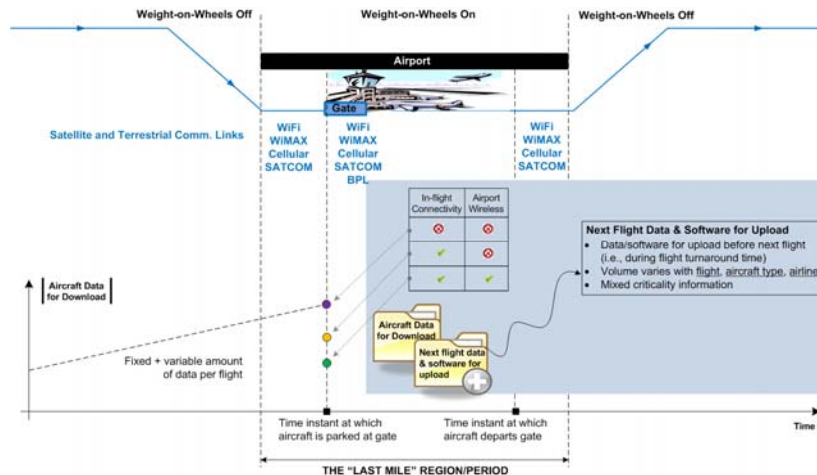 Weight-on-Wheels Off
Weight-on-Wheels On
Weight-on-Wheels Off
Airport
Gate
Satellite and Terrestrial Comm. Links
WiFi
WiMAX
Cellular
SATCOM
WiFi
WiMAX
Cellular
SATCOM
BPL
WiFi
WiMAX
Cellular
SATCOM
In-flight
Connectivity
Airport
Wireless
Next Flight Data & Software for Upload
• Data/software for upload before next flight
(i.e., during flight turnaround time)
• Volume varies with flight, aircraft type, airline
• Mixed criticality information
Aircraft Data
for Download
Aircraft Data
for Download
Next flight data
& software for
upload
Fixed + variable amount
of data per flight
Time instant at which
aircraft is parked at gate
Time instant at which
aircraft departs gate
Time
THE "LAST MILE" REGION/PERIOD